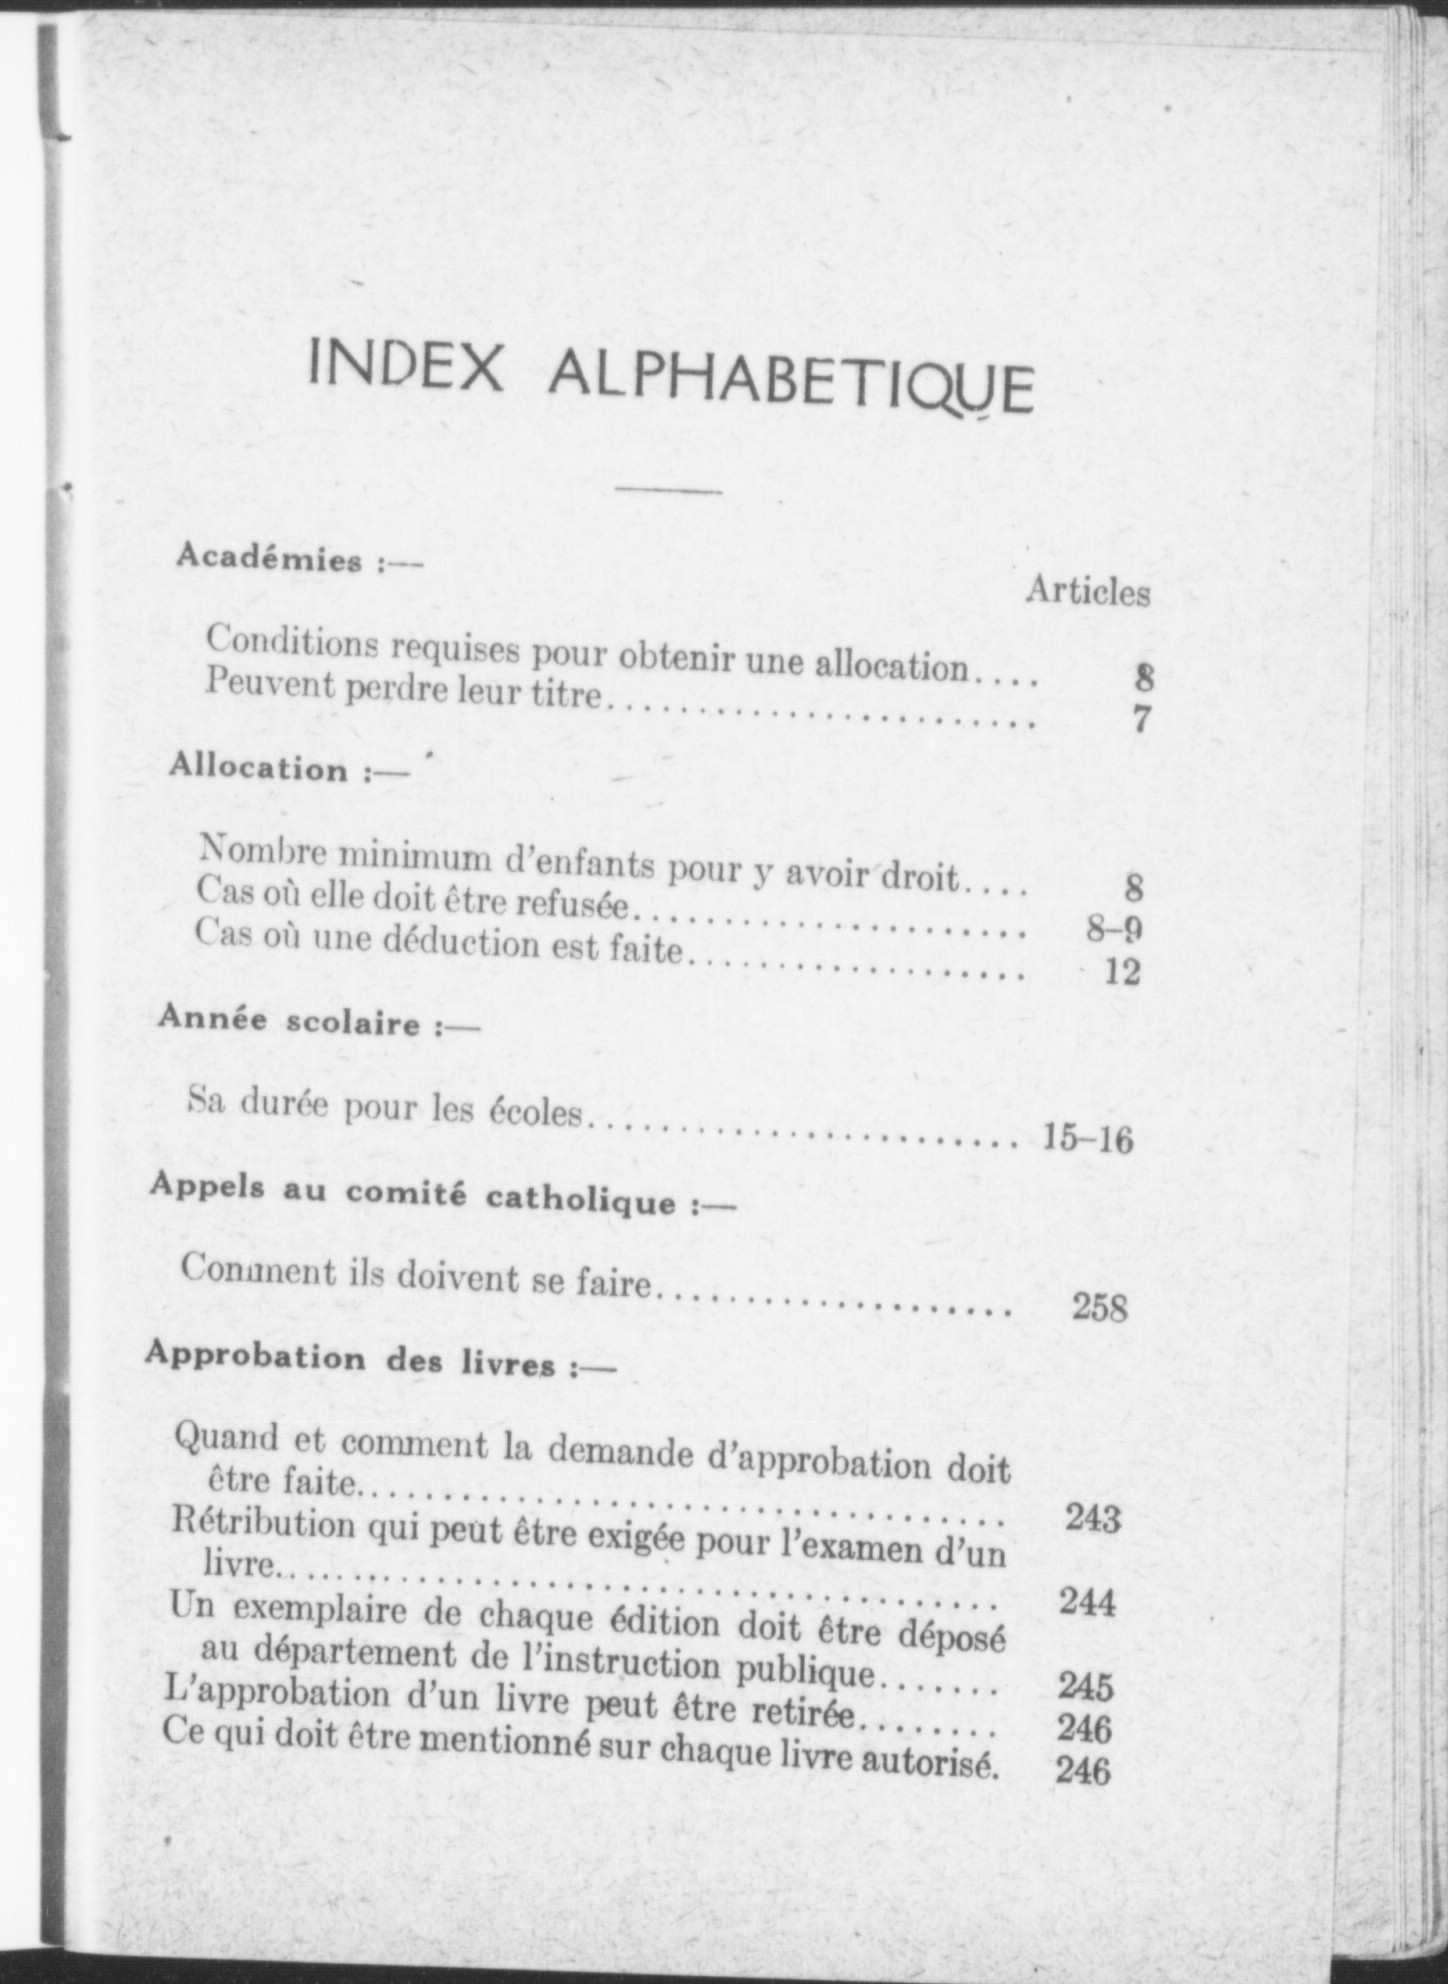 INDEX ALPHABETIQUE
Académies :—
Articles
Conditions requises pour obtenir une allocation.... 8
Peuvent perdre leur titre........................ 7
Allocation :—
Nombre minimum d'enfants pour y avoir droit.... 8
Cas où elle doit être refusée...................... 8–9
Cas où une déduction est faite................... 12
Année scolaire :—
Sa durée pour les écoles........................ 15–16
Appels au comité catholique :—
Comment ils doivent se faire.................... 258
Approbation des livres :—
Quand et comment la demande d'approbation doit
être faite.................................... 243
Rétribution qui peut être exigée pour l'examen d'un
livre........................................ 244
Un exemplaire de chaque édition doit être déposé
au département de l'instruction publique....... 245
L'approbation d'un livre peut être retirée........ 246
Ce qui doit être mentionné sur chaque livre autorisé. 246